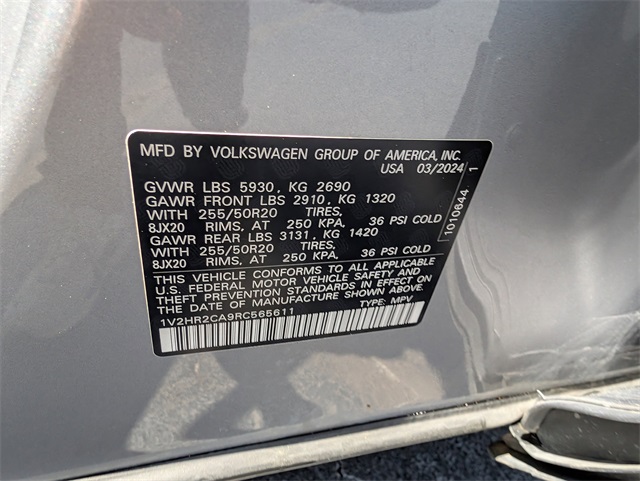 MFD BY VOLKSWAGEN GROUP OF AMERICA, INC.
USA 03/2024
GVWR LBS 5930, KG 2690
GAWR FRONT LBS 2910, KG 1320
WITH 255/50R20 TIRES,
8JX20 RIMS, AT 250 KPA, 36 PSI COLD
GAWR REAR LBS 3131, KG 1420
WITH 255/50R20 TIRES,
8JX20 RIMS, AT 250 KPA, 36 PSI COLD
THIS VEHICLE CONFORMS TO ALL APPLICABLE
U.S. FEDERAL MOTOR VEHICLE SAFETY AND
THEFT PREVENTION STANDARDS IN EFFECT ON
THE DATE OF MANUFACTURE SHOWN ABOVE.
1V2HR2CA9RC565611 TYPE: MPV
1010644 1